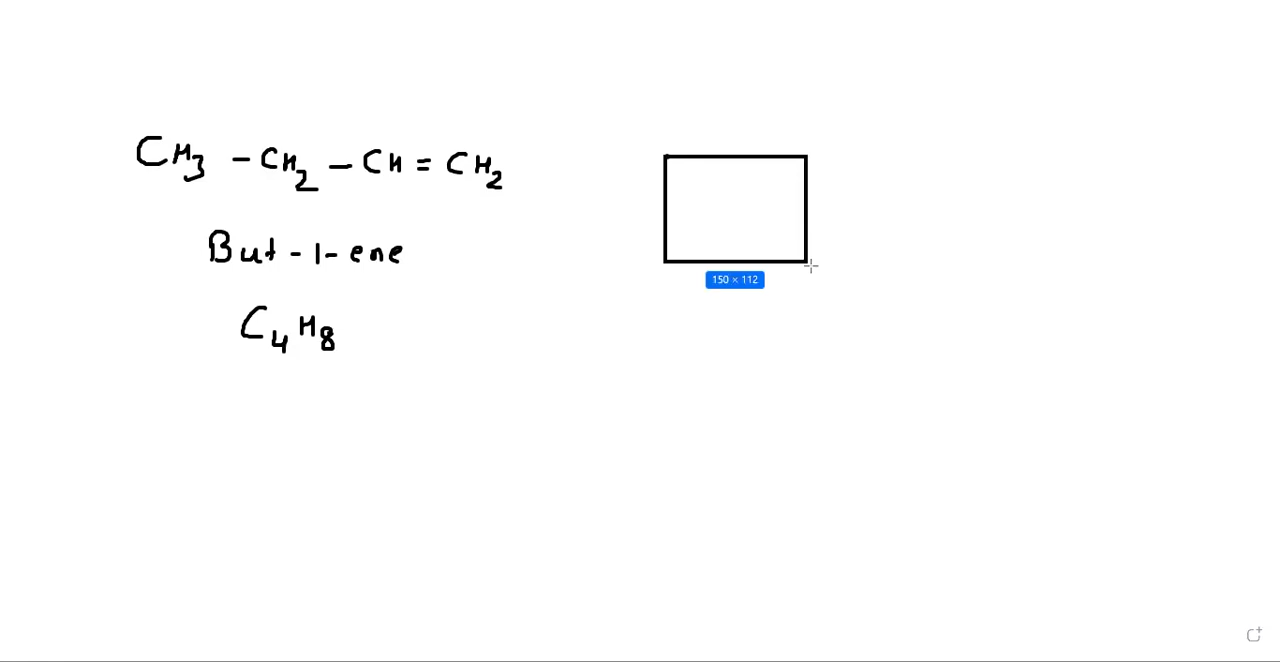 CH3 - CH2 - CH = CH2
But - 1 - ene
C4H8
150 × 112